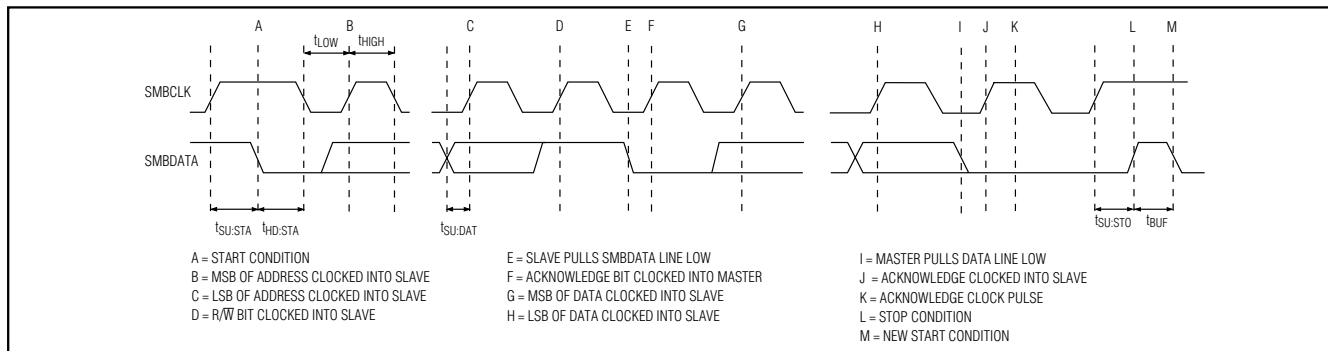 A B C D E F G H I J K L M
tLOW tHIGH
SMBCLK
SMBDATA
tSU:STA tHD:STA tSU:DAT tSU:STO tBUF
A = START CONDITION
B = MSB OF ADDRESS CLOCKED INTO SLAVE
C = LSB OF ADDRESS CLOCKED INTO SLAVE
D = R/W̅ BIT CLOCKED INTO SLAVE
E = SLAVE PULLS SMBDATA LINE LOW
F = ACKNOWLEDGE BIT CLOCKED INTO MASTER
G = MSB OF DATA CLOCKED INTO SLAVE
H = LSB OF DATA CLOCKED INTO SLAVE
I = MASTER PULLS DATA LINE LOW
J = ACKNOWLEDGE CLOCKED INTO SLAVE
K = ACKNOWLEDGE CLOCK PULSE
L = STOP CONDITION
M = NEW START CONDITION